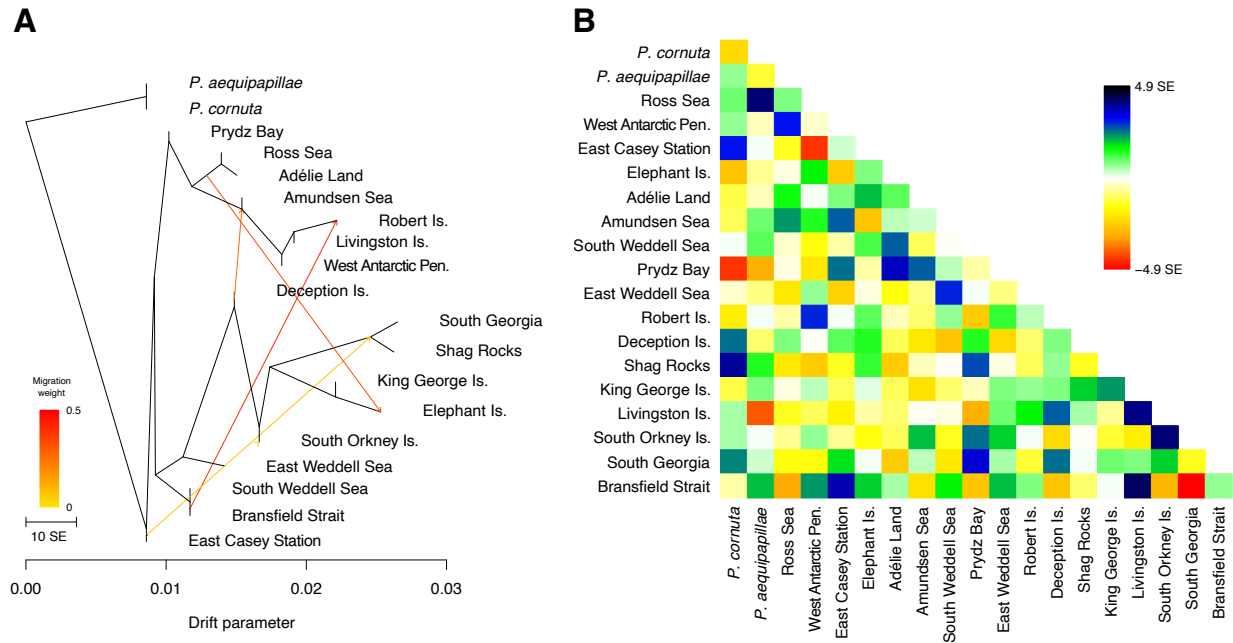 A
P. aequipapillae
P. cornuta
Prydz Bay
Ross Sea
Adélie Land
Amundsen Sea
Robert Is.
Livingston Is.
West Antarctic Pen.
Deception Is.
South Georgia
Shag Rocks
King George Is.
Elephant Is.
South Orkney Is.
East Weddell Sea
South Weddell Sea
Bransfield Strait
East Casey Station
Migration
weight
0.5
0
10 SE
0.00 0.01 0.02 0.03
Drift parameter
B
P. cornuta
P. aequipapillae
Ross Sea
West Antarctic Pen.
East Casey Station
Elephant Is.
Adélie Land
Amundsen Sea
South Weddell Sea
Prydz Bay
East Weddell Sea
Robert Is.
Deception Is.
Shag Rocks
King George Is.
Livingston Is.
South Orkney Is.
South Georgia
Bransfield Strait
4.9 SE
−4.9 SE
P. cornuta
P. aequipapillae
Ross Sea
West Antarctic Pen.
East Casey Station
Elephant Is.
Adélie Land
Amundsen Sea
South Weddell Sea
Prydz Bay
East Weddell Sea
Robert Is.
Deception Is.
Shag Rocks
King George Is.
Livingston Is.
South Orkney Is.
South Georgia
Bransfield Strait